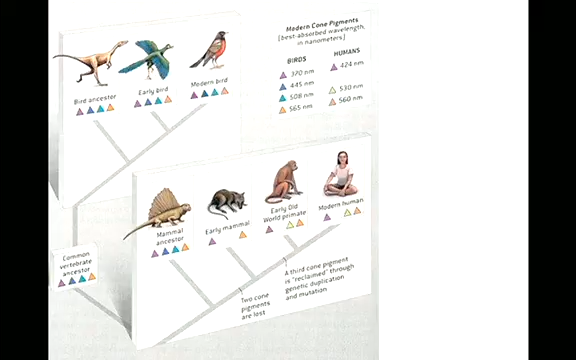 Modern Cone Pigments
[best-absorbed wavelength,
in nanometers]
BIRDS
HUMANS
370 nm
424 nm
445 nm
508 nm
530 nm
565 nm
560 nm
Bird ancestor
Early bird
Modern bird
Mammal
ancestor
Early mammal
Early Old
World primate
Modern human
Common
vertebrate
ancestor
Two cone
pigments
are lost
A third cone pigment
is "reclaimed" through
genetic duplication
and mutation